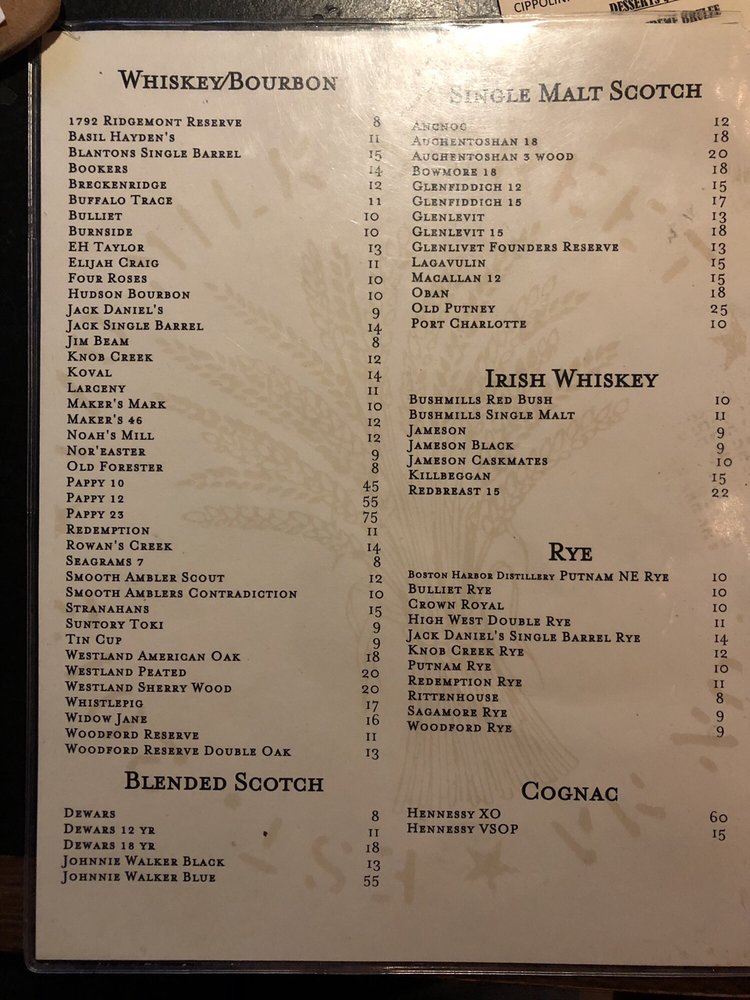 CIPPOLINI
DESSERTS
CREME BRULEE
WHISKEY/BOURBON
1792 RIDGEMONT RESERVE 8
BASIL HAYDEN'S 11
BLANTONS SINGLE BARREL 15
BOOKERS 14
BRECKENRIDGE 12
BUFFALO TRACE 11
BULLIET 10
BURNSIDE 10
EH TAYLOR 13
ELIJAH CRAIG 11
FOUR ROSES 10
HUDSON BOURBON 10
JACK DANIEL'S 9
JACK SINGLE BARREL 14
JIM BEAM 8
KNOB CREEK 12
KOVAL 14
LARCENY 11
MAKER'S MARK 10
MAKER'S 46 12
NOAH'S MILL 12
NOR'EASTER 9
OLD FORESTER 8
PAPPY 10 45
PAPPY 12 55
PAPPY 23 75
REDEMPTION 11
ROWAN'S CREEK 14
SEAGRAMS 7 8
SMOOTH AMBLER SCOUT 12
SMOOTH AMBLERS CONTRADICTION 10
STRANAHANS 15
SUNTORY TOKI 9
TIN CUP 9
WESTLAND AMERICAN OAK 18
WESTLAND PEATED 20
WESTLAND SHERRY WOOD 20
WHISTLEPIG 17
WIDOW JANE 16
WOODFORD RESERVE 11
WOODFORD RESERVE DOUBLE OAK 13
BLENDED SCOTCH
DEWARS 8
DEWARS 12 YR 11
DEWARS 18 YR 18
JOHNNIE WALKER BLACK 13
JOHNNIE WALKER BLUE 55
SINGLE MALT SCOTCH
ANCNOC 12
AUCHENTOSHAN 18 18
AUCHENTOSHAN 3 WOOD 20
BOWMORE 18 18
GLENFIDDICH 12 15
GLENFIDDICH 15 17
GLENLEVIT 13
GLENLEVIT 15 18
GLENLIVET FOUNDERS RESERVE 13
LAGAVULIN 15
MACALLAN 12 15
OBAN 18
OLD PUTNEY 25
PORT CHARLOTTE 10
IRISH WHISKEY
BUSHMILLS RED BUSH 10
BUSHMILLS SINGLE MALT 11
JAMESON 9
JAMESON BLACK 9
JAMESON CASKMATES 10
KILLBEGGAN 15
REDBREAST 15 22
RYE
BOSTON HARBOR DISTILLERY PUTNAM NE RYE 10
BULLIET RYE 10
CROWN ROYAL 10
HIGH WEST DOUBLE RYE 11
JACK DANIEL'S SINGLE BARREL RYE 14
KNOB CREEK RYE 12
PUTNAM RYE 10
REDEMPTION RYE 11
RITTENHOUSE 8
SAGAMORE RYE 9
WOODFORD RYE 9
COGNAC
HENNESSY XO 60
HENNESSY VSOP 15